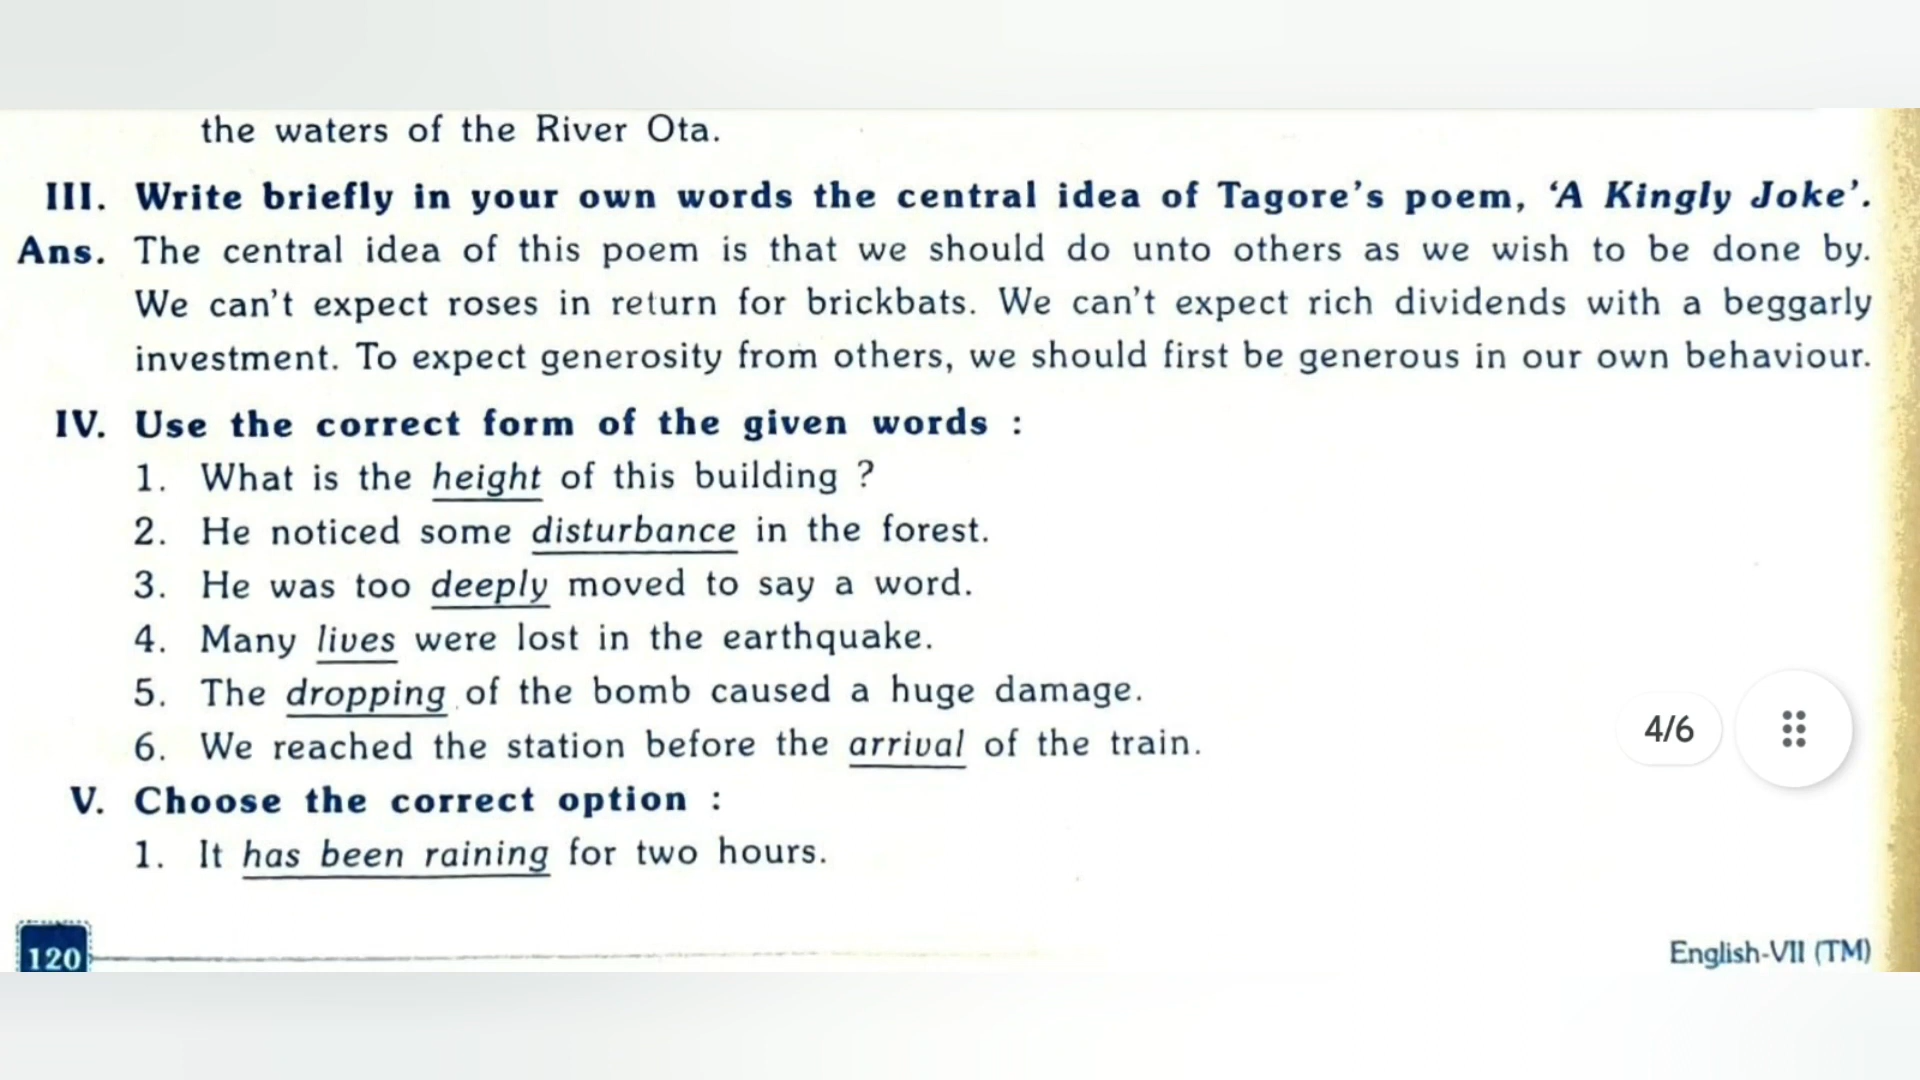 the waters of the River Ota.
III. Write briefly in your own words the central idea of Tagore's poem, ‘A Kingly Joke’.
Ans. The central idea of this poem is that we should do unto others as we wish to be done by.
We can't expect roses in return for brickbats. We can't expect rich dividends with a beggarly
investment. To expect generosity from others, we should first be generous in our own behaviour.
IV. Use the correct form of the given words :
1. What is the height of this building ?
2. He noticed some disturbance in the forest.
3. He was too deeply moved to say a word.
4. Many lives were lost in the earthquake.
5. The dropping of the bomb caused a huge damage.
6. We reached the station before the arrival of the train.
4/6
V. Choose the correct option :
1. It has been raining for two hours.
120
English-VII (TM)